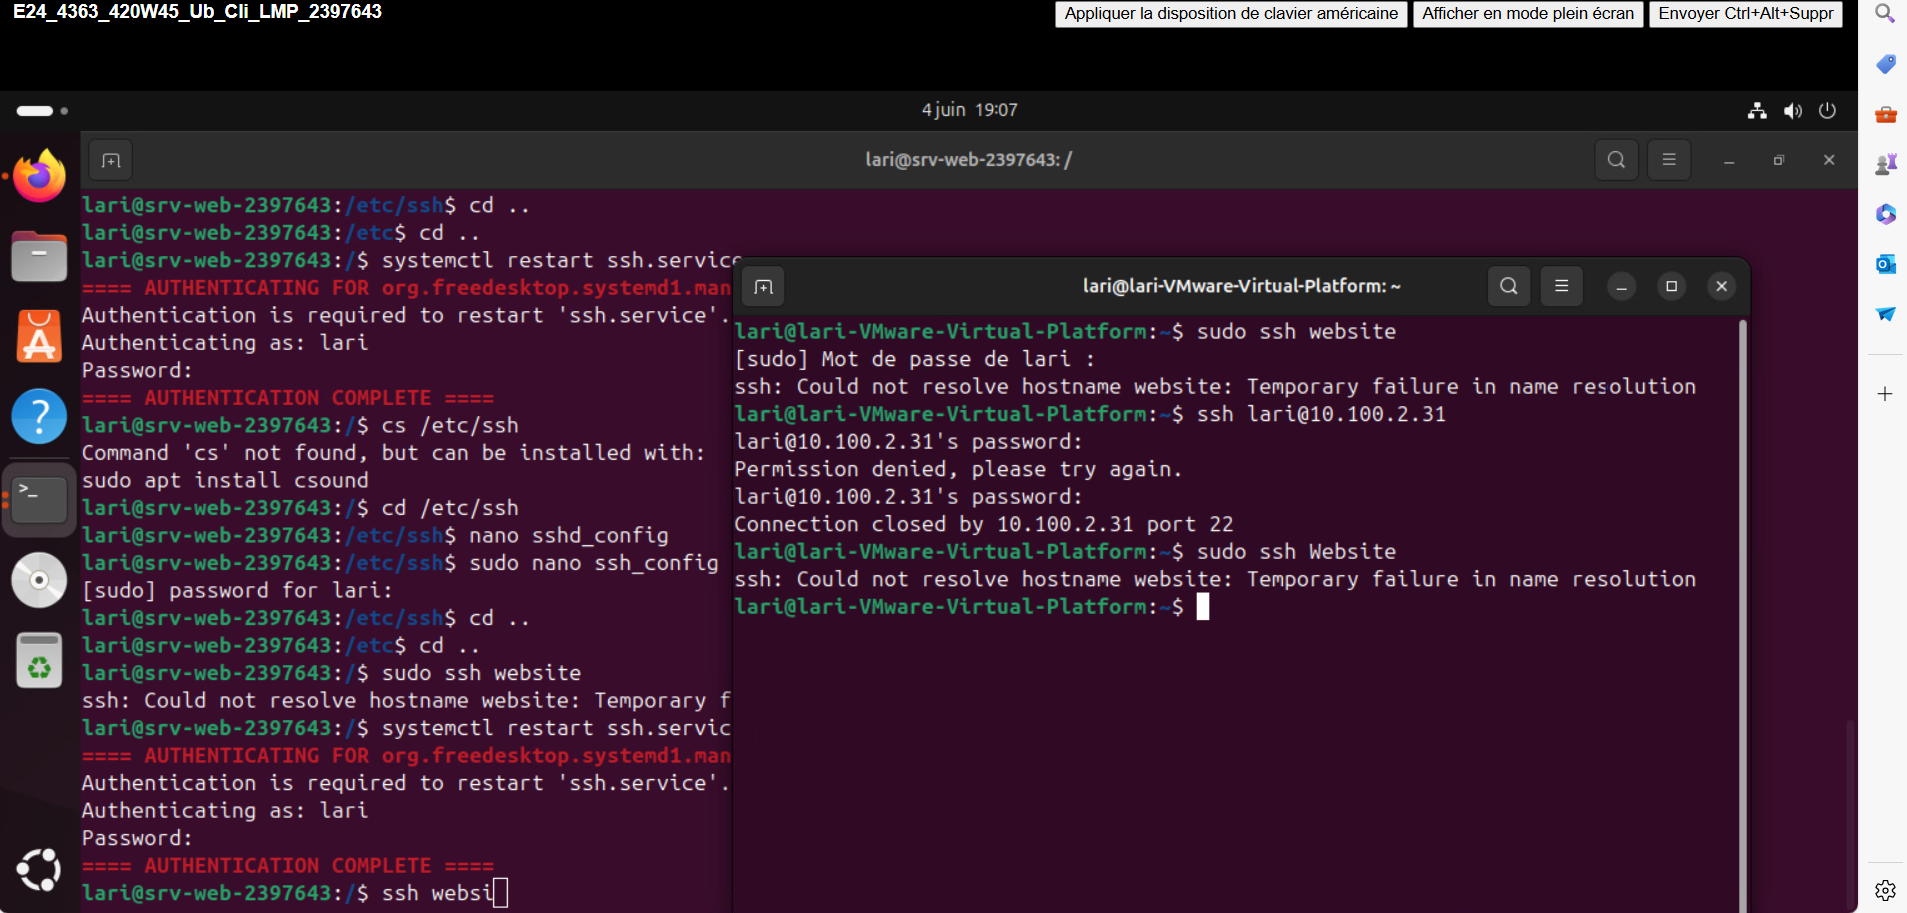 E24_4363_420W45_Ub_Cli_LMP_2397643
Appliquer la disposition de clavier américaine
Afficher en mode plein écran
Envoyer Ctrl+Alt+Suppr
4 juin 19:07
lari@srv-web-2397643: /
lari@srv-web-2397643:/etc/ssh$ cd ..
lari@srv-web-2397643:/etc$ cd ..
lari@srv-web-2397643:/$ systemctl restart ssh.service
==== AUTHENTICATING FOR org.freedesktop.systemd1.man
Authentication is required to restart 'ssh.service'.
Authenticating as: lari
Password:
==== AUTHENTICATION COMPLETE ====
lari@srv-web-2397643:/$ cs /etc/ssh
Command 'cs' not found, but can be installed with:
sudo apt install csound
lari@srv-web-2397643:/$ cd /etc/ssh
lari@srv-web-2397643:/etc/ssh$ nano sshd_config
lari@srv-web-2397643:/etc/ssh$ sudo nano ssh_config
[sudo] password for lari:
lari@srv-web-2397643:/etc/ssh$ cd ..
lari@srv-web-2397643:/etc$ cd ..
lari@srv-web-2397643:/$ sudo ssh website
ssh: Could not resolve hostname website: Temporary f
lari@srv-web-2397643:/$ systemctl restart ssh.servic
==== AUTHENTICATING FOR org.freedesktop.systemd1.man
Authentication is required to restart 'ssh.service'.
Authenticating as: lari
Password:
==== AUTHENTICATION COMPLETE ====
lari@srv-web-2397643:/$ ssh websi
lari@lari-VMware-Virtual-Platform: ~
lari@lari-VMware-Virtual-Platform:~$ sudo ssh website
[sudo] Mot de passe de lari :
ssh: Could not resolve hostname website: Temporary failure in name resolution
lari@lari-VMware-Virtual-Platform:~$ ssh lari@10.100.2.31
lari@10.100.2.31's password:
Permission denied, please try again.
lari@10.100.2.31's password:
Connection closed by 10.100.2.31 port 22
lari@lari-VMware-Virtual-Platform:~$ sudo ssh Website
ssh: Could not resolve hostname website: Temporary failure in name resolution
lari@lari-VMware-Virtual-Platform:~$